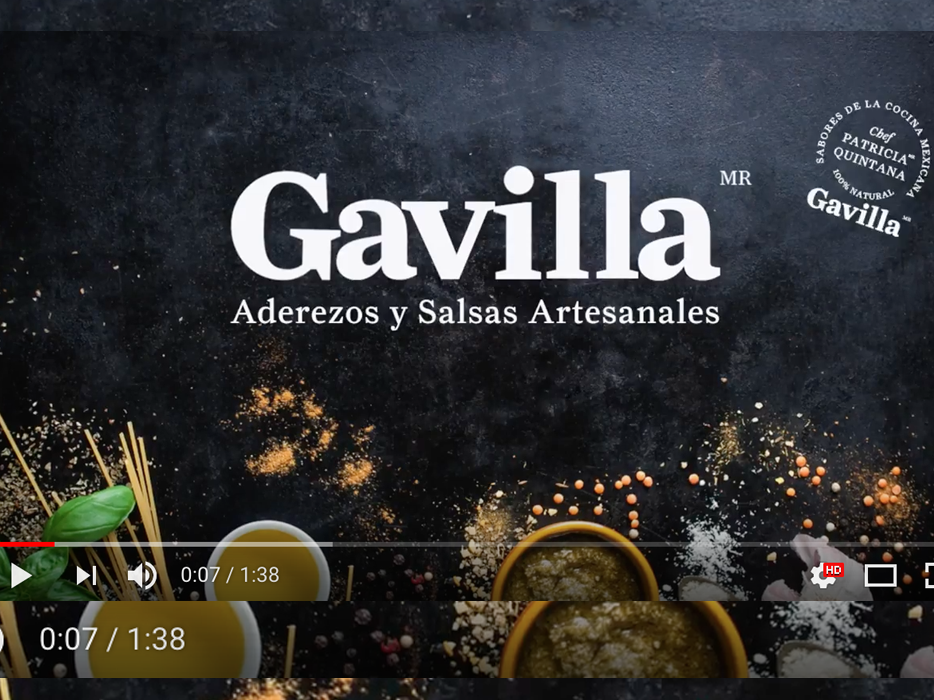 Gavilla MR
Aderezos y Salsas Artesanales
SABORES DE LA COCINA MEXICANA
Chef
PATRICIA MR
QUINTANA
100% NATURAL
Gavilla MR
0:07 / 1:38
HD
0:07 / 1:38